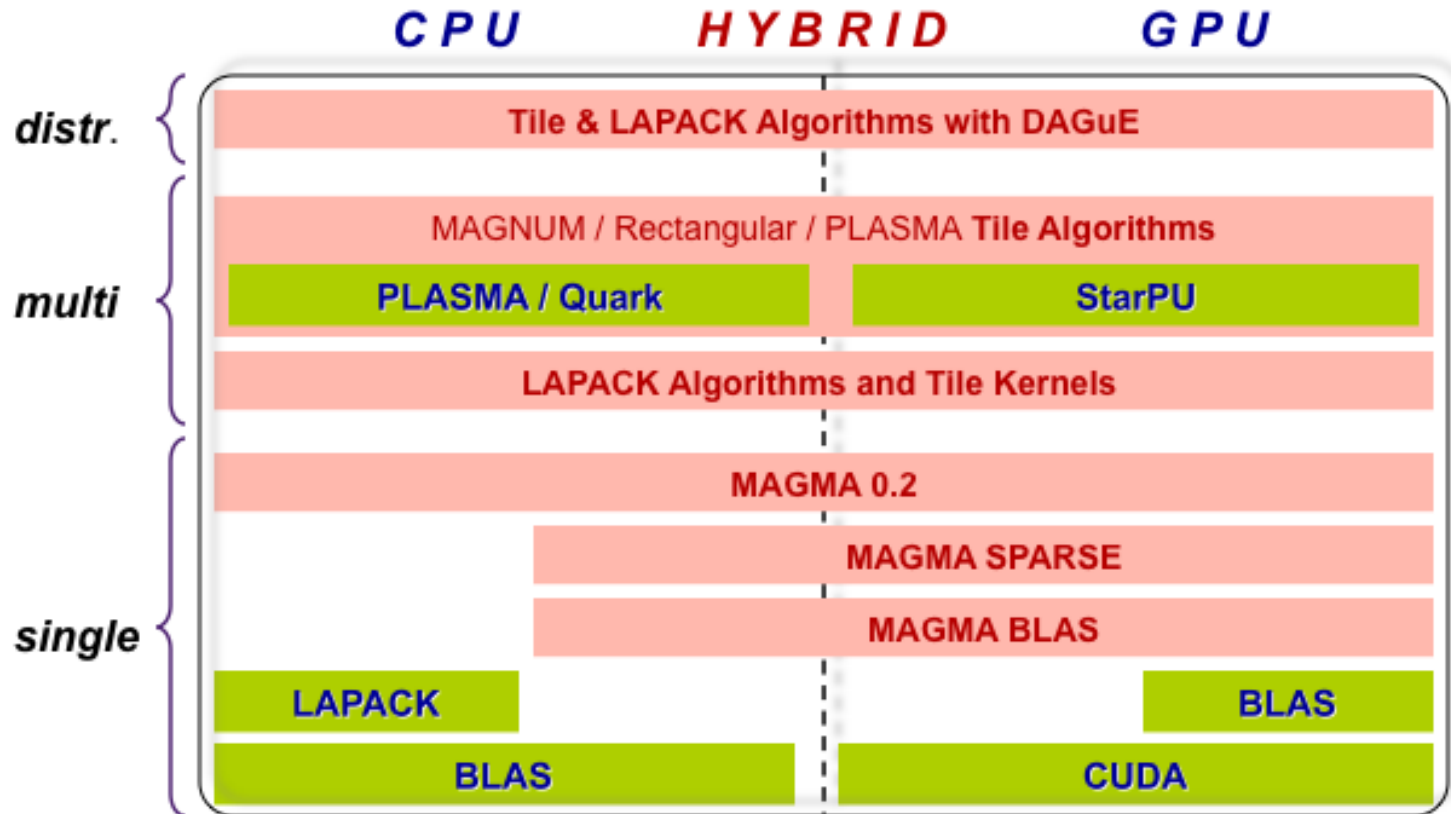 CPU HYBRID GPU
distr.
Tile & LAPACK Algorithms with DAGuE
multi
MAGNUM / Rectangular / PLASMA Tile Algorithms
PLASMA / Quark
StarPU
LAPACK Algorithms and Tile Kernels
single
MAGMA 0.2
MAGMA SPARSE
MAGMA BLAS
LAPACK
BLAS
BLAS
CUDA